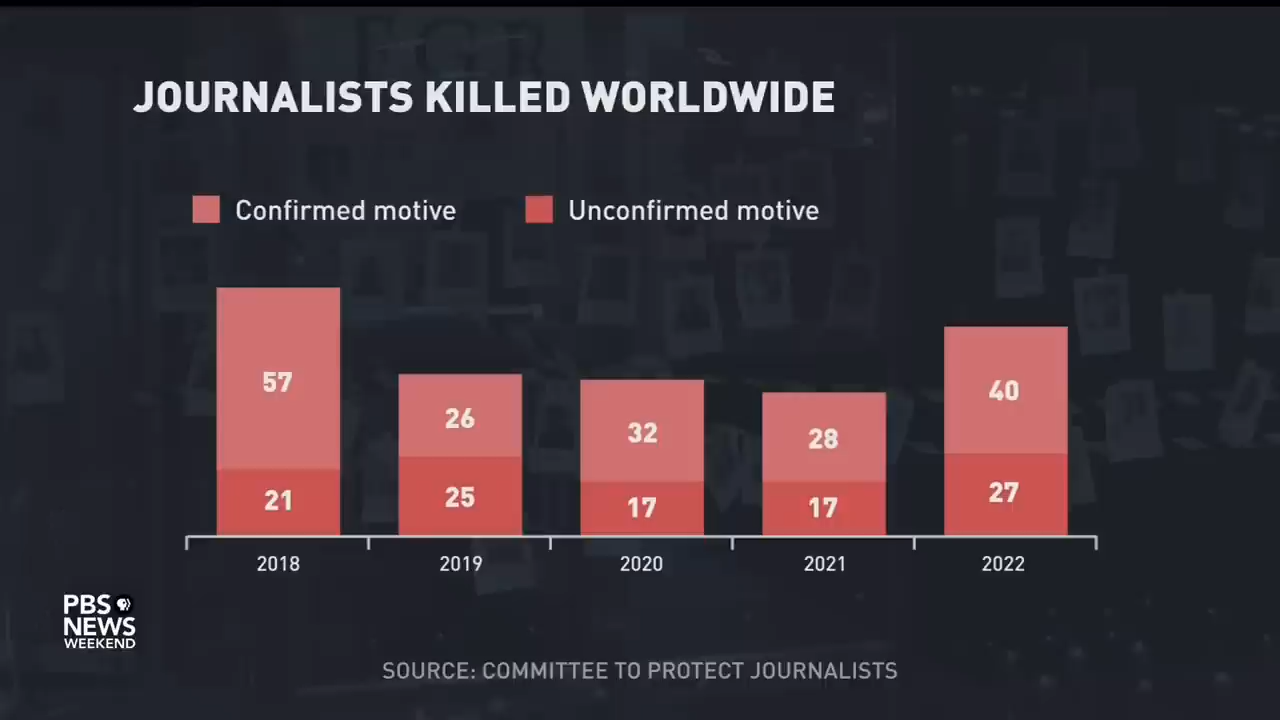 JOURNALISTS KILLED WORLDWIDE
Confirmed motive
Unconfirmed motive
57
26
32
28
40
21
25
17
17
27
2018
2019
2020
2021
2022
PBS
NEWS
WEEKEND
SOURCE: COMMITTEE TO PROTECT JOURNALISTS